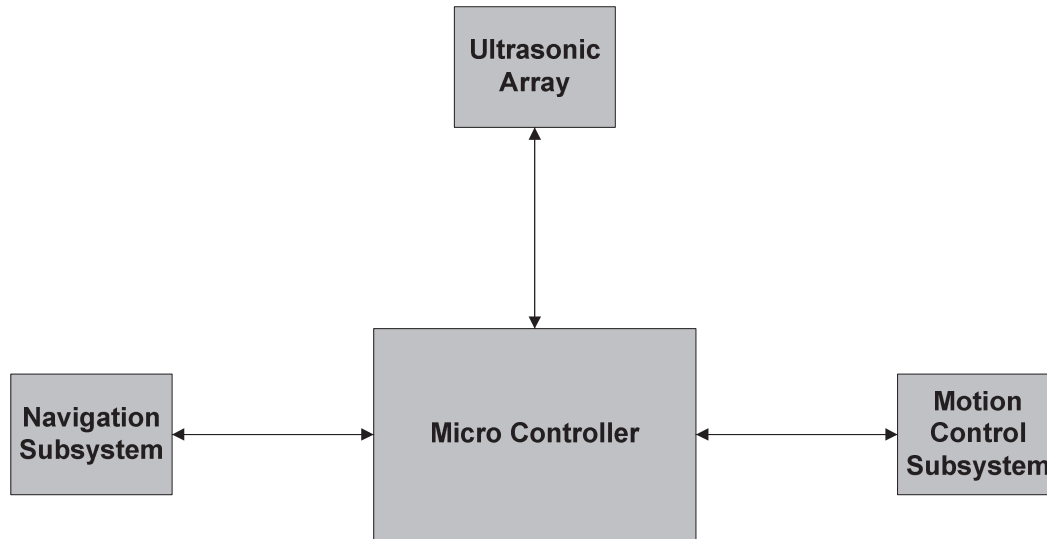 Ultrasonic
Array
Navigation
Subsystem
Micro Controller
Motion
Control
Subsystem